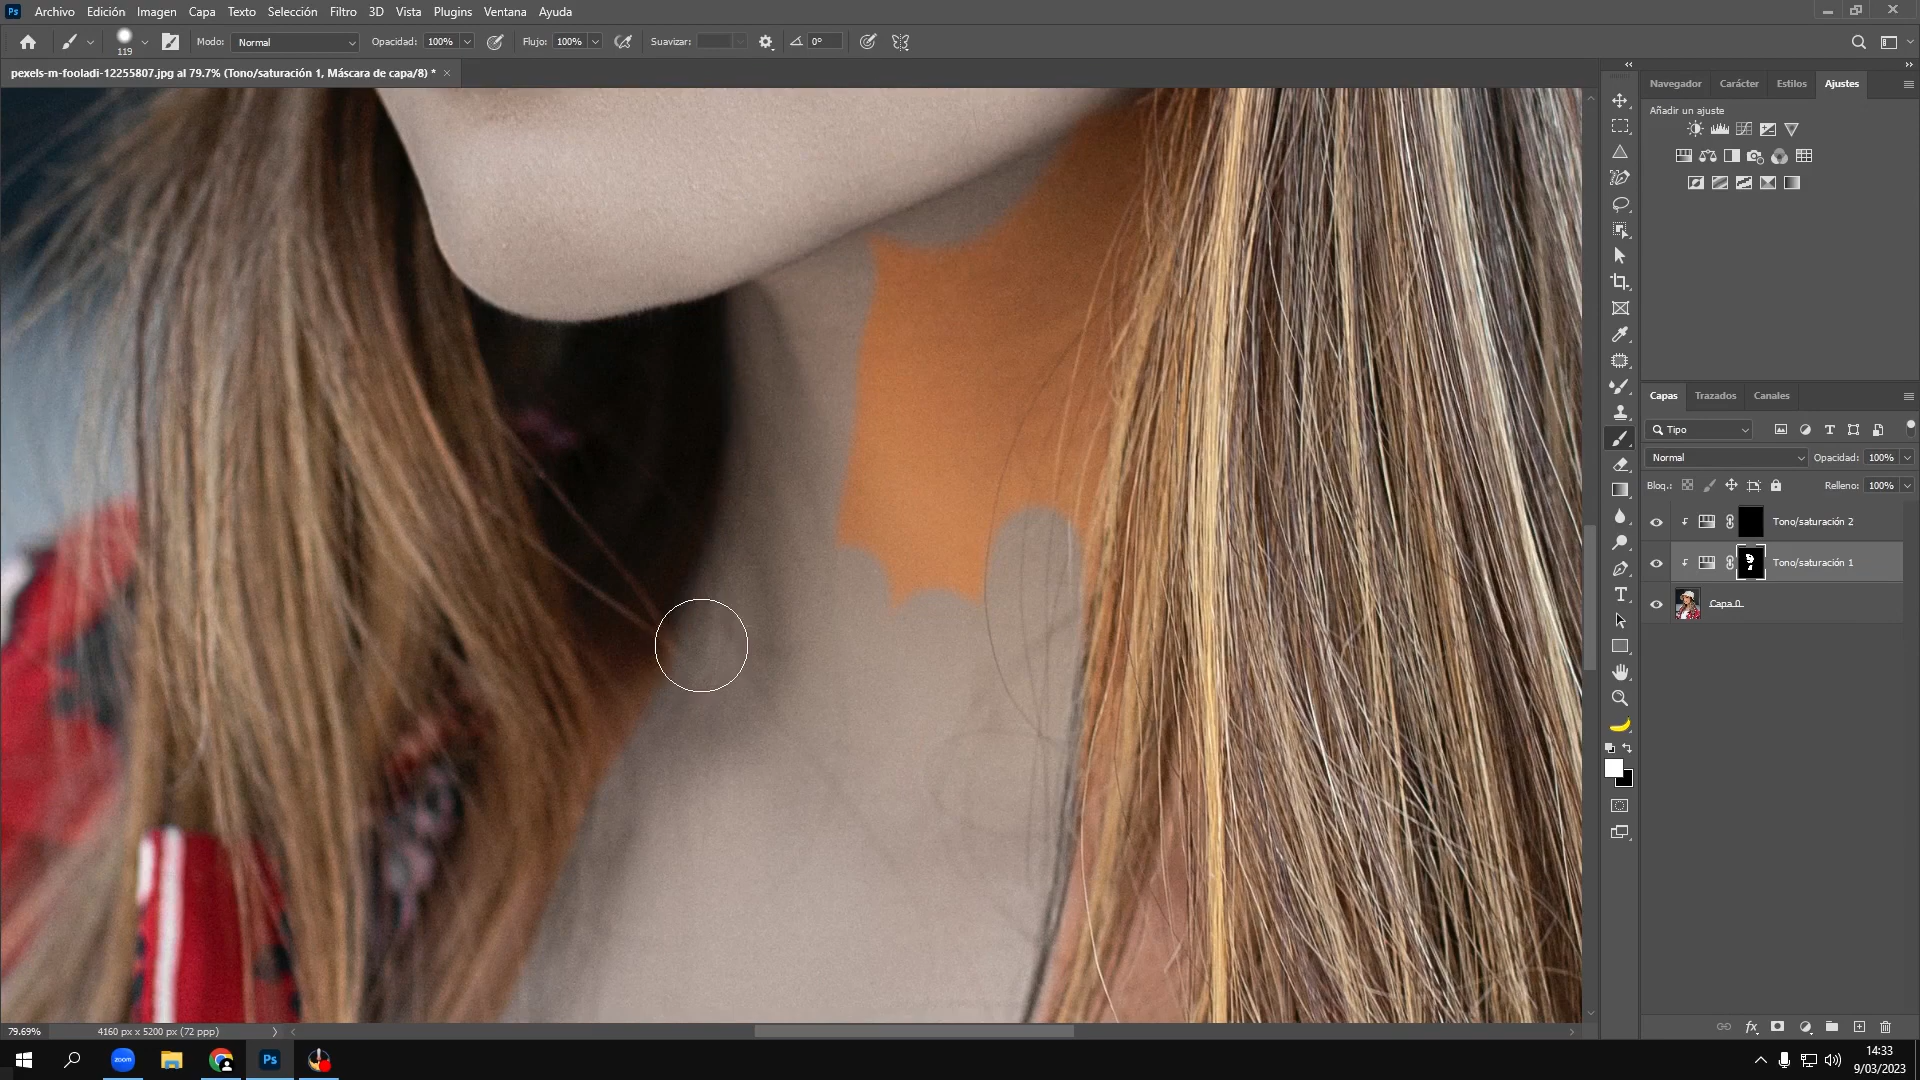 Ps Archivo Edición Imagen Capa Texto Selección Filtro 3D Vista Plugins Ventana Ayuda
119 Modo: Normal Opacidad: 100% Flujo: 100% Suavizar: 0°
pexels-m-fooladi-12255807.jpg al 79.7% (Tono/saturación 1, Máscara de capa/8) * ×
Navegador Carácter Estilos Ajustes
Añadir un ajuste
Capas Trazados Canales
Tipo
Normal Opacidad: 100%
Bloq.: Relleno: 100%
Tono/saturación 2
Tono/saturación 1
Capa 0
79.69% 4160 px x 5200 px (72 ppp)
zoom Ps
14:33
9/03/2023